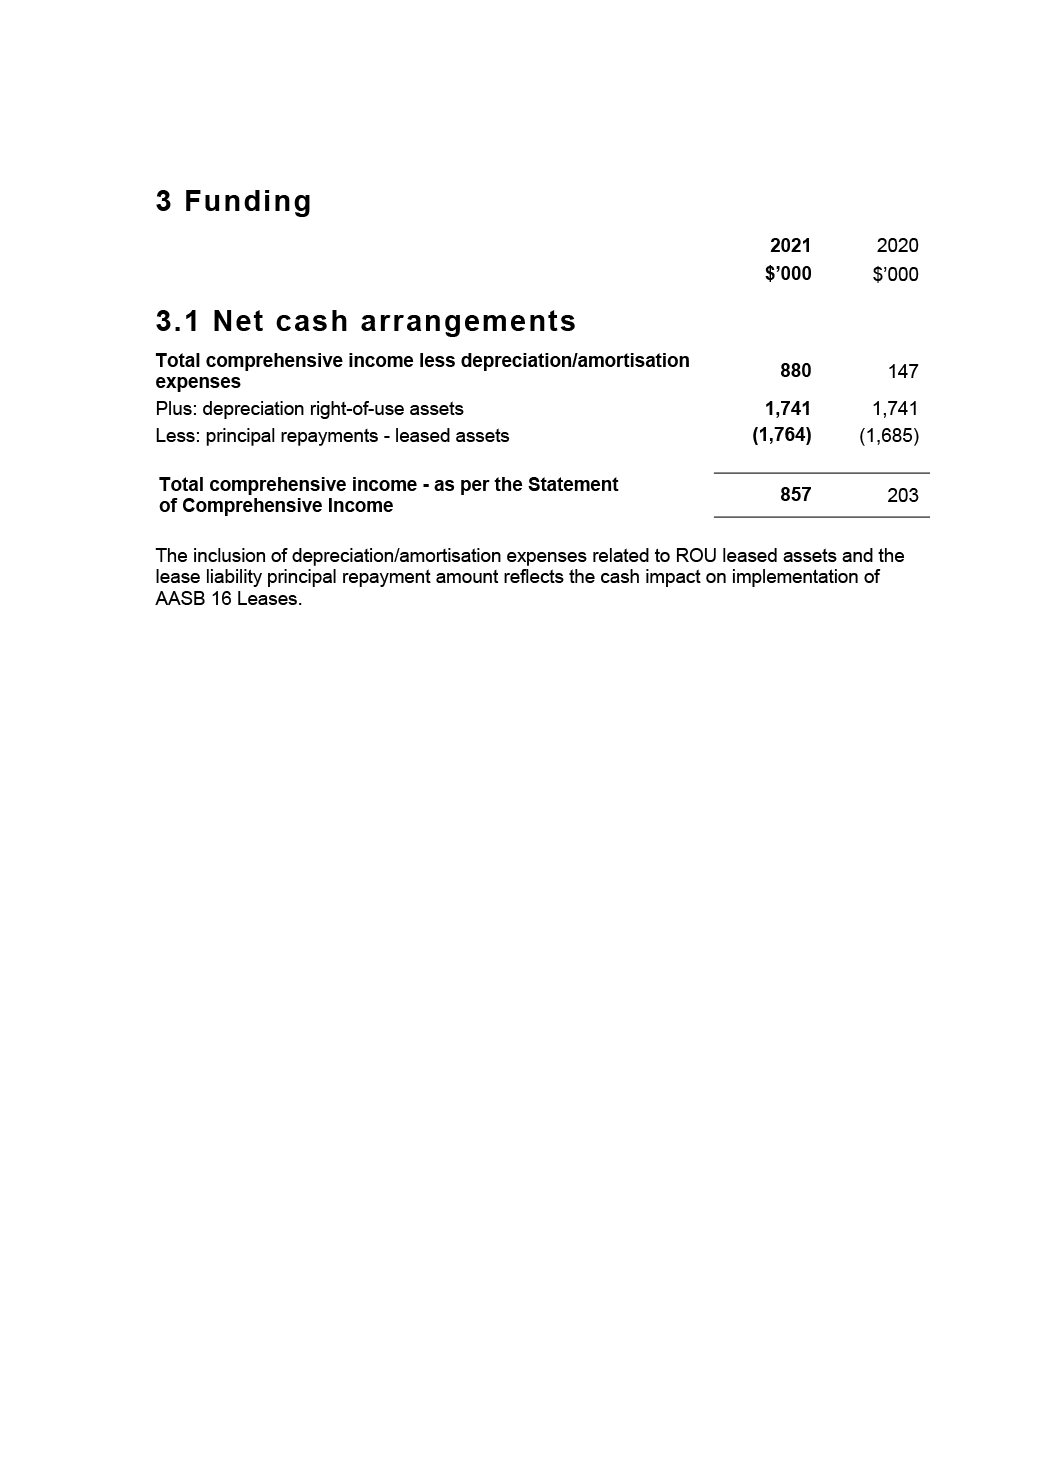 3 Funding
2021 2020
$’000 $’000
3.1 Net cash arrangements
Total comprehensive income less depreciation/amortisation
expenses 880 147
Plus: depreciation right-of-use assets 1,741 1,741
Less: principal repayments - leased assets (1,764) (1,685)
Total comprehensive income - as per the Statement
of Comprehensive Income 857 203
The inclusion of depreciation/amortisation expenses related to ROU leased assets and the
lease liability principal repayment amount reflects the cash impact on implementation of
AASB 16 Leases.